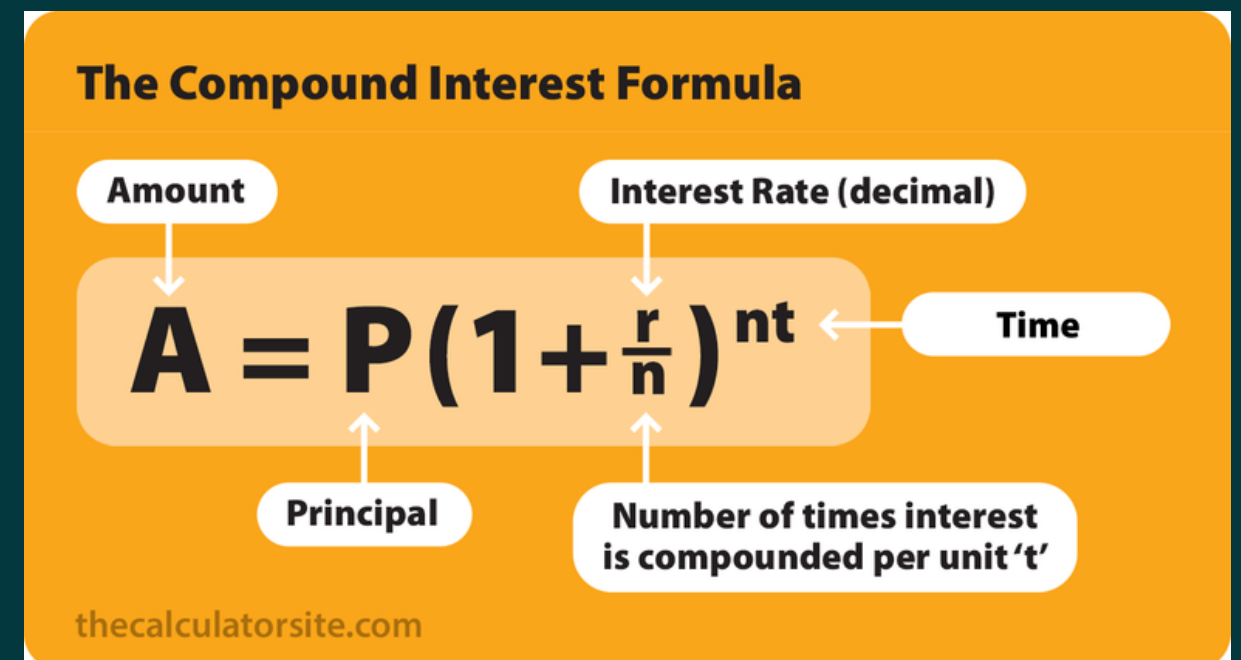 The Compound Interest Formula
Amount
Interest Rate (decimal)
A = P(1+r/n)^nt
Time
Principal
Number of times interest
is compounded per unit ‘t’
thecalculatorsite.com